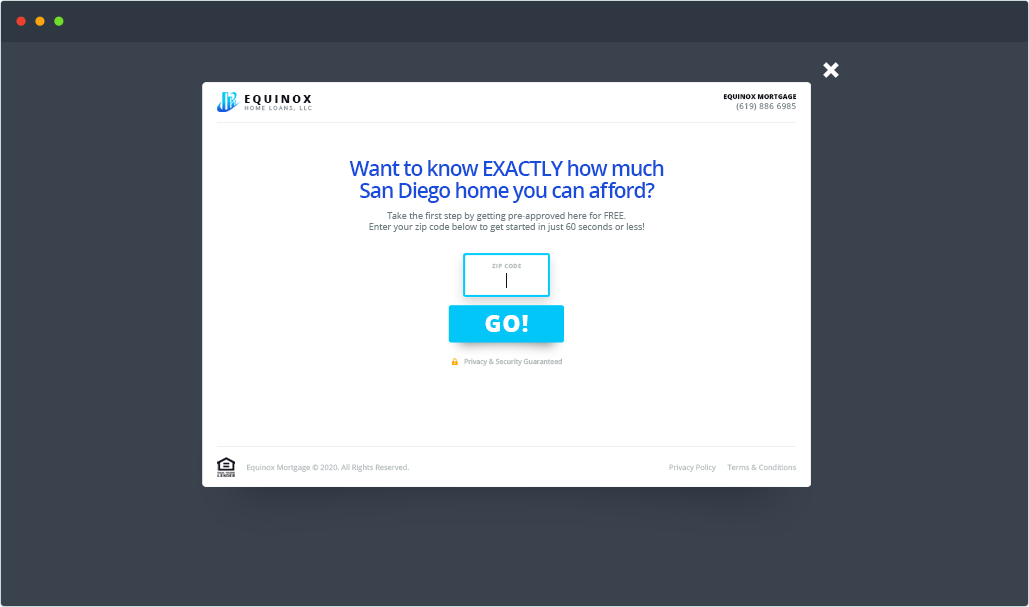 EQUINOX
HOME LOANS, LLC
EQUINOX MORTGAGE
(619) 886 6985
Want to know EXACTLY how much
San Diego home you can afford?
Take the first step by getting pre-approved here for FREE.
Enter your zip code below to get started in just 60 seconds or less!
ZIP CODE
GO!
Privacy & Security Guaranteed
LENDER
Equinox Mortgage © 2020. All Rights Reserved.
Privacy Policy
Terms & Conditions